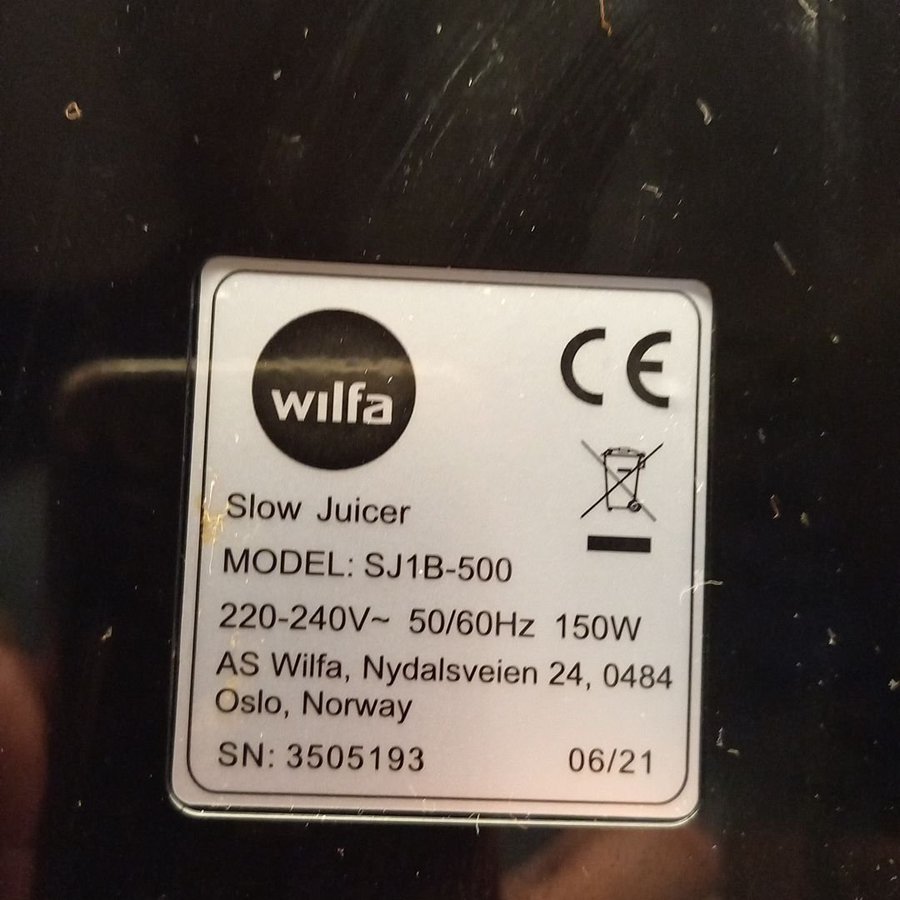 wilfa
CE
Slow Juicer
MODEL: SJ1B-500
220-240V~ 50/60Hz 150W
AS Wilfa, Nydalsveien 24, 0484
Oslo, Norway
SN: 3505193 06/21